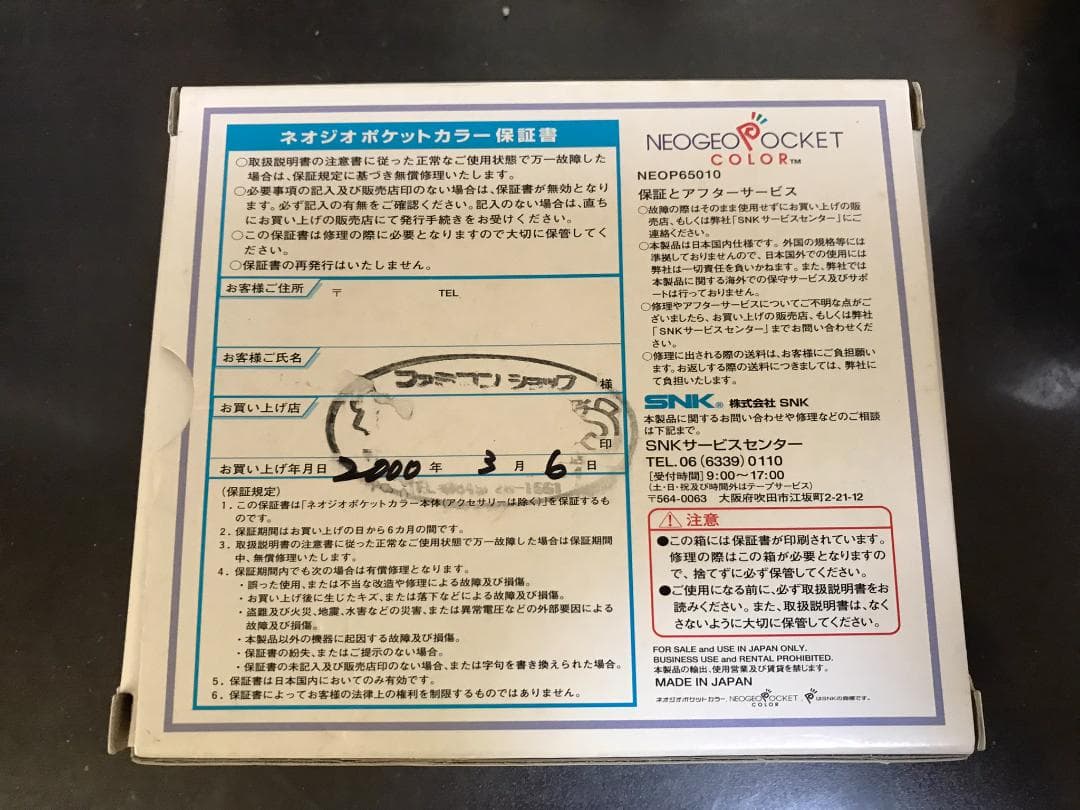 ネオジオポケットカラー保証書
○取扱説明書の注意書に従った正常なご使用状態で万一故障した
場合は、保証規定に基づき無償修理いたします。
○必要事項の記入及び販売店印のない場合は、保証書が無効となり
ます。必ず記入の有無をご確認ください。記入のない場合は、直ち
にお買い上げの販売店にて発行手続きをお受けください。
○この保証書は修理の際に必要となりますので大切に保管してく
ださい。
○保証書の再発行はいたしません。
お客様ご住所 〒 TEL
お客様ご氏名 様
ファミコンショップ
お買い上げ店 印
お買い上げ年月日 2000 年 3 月 6 日
(保証規定)
1. この保証書は「ネオジオポケットカラー本体(アクセサリーは除く)」を保証するも
のです。
2. 保証期間はお買い上げの日から6カ月の間です。
3. 取扱説明書の注意書に従った正常なご使用状態で万一故障した場合は保証期間
中、無償修理いたします。
4. 保証期間内でも次の場合は有償修理となります。
・誤った使用、または不当な改造や修理による故障及び損傷。
・お買い上げ後に生じたキズ、または落下などによる故障及び損傷。
・盗難及び火災、地震、水害などの災害、または異常電圧などの外部要因による
故障及び損傷。
・本製品以外の機器に起因する故障及び損傷。
・保証書の紛失、またはご提示のない場合。
・保証書の未記入及び販売店印のない場合、または字句を書き換えられた場合。
5. 保証書は日本国内においてのみ有効です。
6. 保証書によってお客様の法律上の権利を制限するものではありません。
NEOGEO POCKET
COLOR™
NEOP65010
保証とアフターサービス
○故障の際はそのまま使用せずにお買い上げの販
売店、もしくは弊社「SNKサービスセンター」にご
連絡ください。
○本製品は日本国内仕様です。外国の規格等には
準拠しておりませんので、日本国外での使用には
弊社は一切責任を負いかねます。また、弊社では
本製品に関する海外での保守サービス及びサポ
ートは行っておりません。
○修理やアフターサービスについてご不明な点がご
ざいましたら、お買い上げの販売店、もしくは弊社
「SNKサービスセンター」までお問い合わせくだ
さい。
○修理に出される際の送料は、お客様にご負担願い
ます。お返しする際の送料につきましては、弊社に
て負担いたします。
SNK® 株式会社 SNK
本製品に関するお問い合わせや修理などのご相談
は下記まで。
SNKサービスセンター
TEL.06(6339)0110
[受付時間]9:00〜17:00
(土・日・祝及び時間外はテープサービス)
〒564-0063 大阪府吹田市江坂町2-21-12
注意
●この箱には保証書が印刷されています。
修理の際はこの箱が必要となりますの
で、捨てずに必ず保管してください。
●ご使用になる前に、必ず取扱説明書をお
読みください。また、取扱説明書は、なく
さないように大切に保管してください。
FOR SALE and USE IN JAPAN ONLY.
BUSINESS USE and RENTAL PROHIBITED.
本製品の輸出、使用営業及び賃貸を禁じます。
MADE IN JAPAN
ネオジオポケットカラー、NEOGEO POCKET COLOR、PはSNKの商標です。